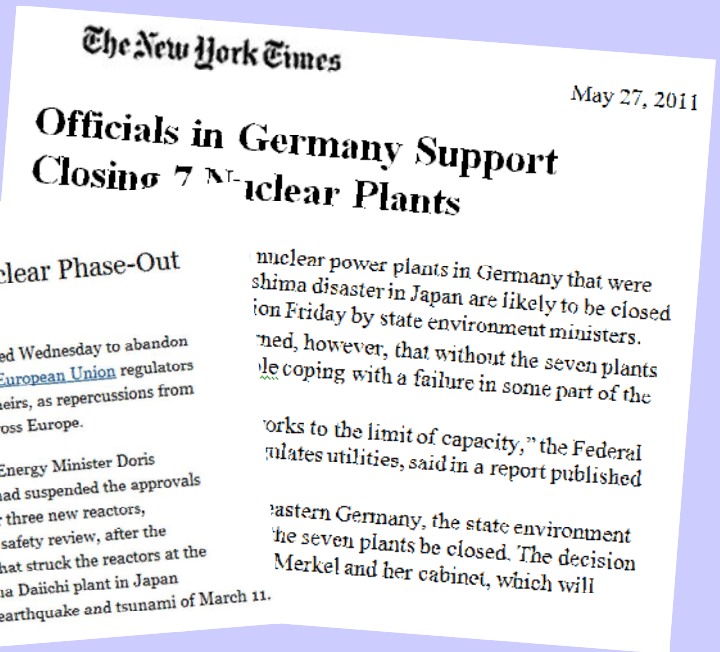 The New York Times
May 27, 2011
Officials in Germany Support
Closing 7 Nuclear Plants
nuclear power plants in Germany that were
shima disaster in Japan are likely to be closed
ion Friday by state environment ministers.
ned, however, that without the seven plants
le coping with a failure in some part of the
orks to the limit of capacity,” the Federal
ulates utilities, said in a report published
eastern Germany, the state environment
he seven plants be closed. The decision
Merkel and her cabinet, which will
clear Phase-Out
ed Wednesday to abandon
European Union regulators
heirs, as repercussions from
oss Europe.
Energy Minister Doris
had suspended the approvals
three new reactors,
safety review, after the
hat struck the reactors at the
a Daiichi plant in Japan
earthquake and tsunami of March 11.